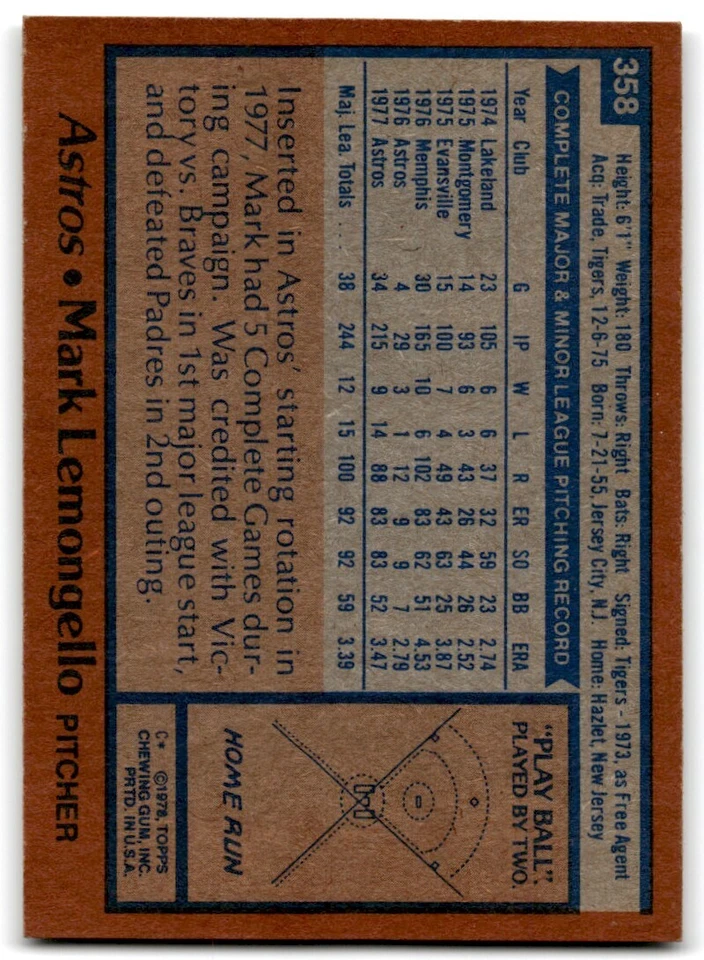 358
Height: 6'1" Weight: 180 Throws: Right Bats: Right Signed: Tigers - 1973, as Free Agent
Acq: Trade, Tigers, 12-6-75 Born: 7-21-55, Jersey City, N.J. Home: Hazlet, New Jersey
COMPLETE MAJOR & MINOR LEAGUE PITCHING RECORD
Year Club G IP W L R ER SO BB ERA
1974 Lakeland 23 105 6 6 37 32 59 23 2.74
1975 Montgomery 14 93 6 3 43 26 44 26 2.52
1975 Evansville 15 100 7 4 49 43 63 25 3.87
1976 Memphis 30 165 10 6 102 83 62 51 4.53
1976 Astros 4 29 3 1 12 9 9 7 2.79
1977 Astros 34 215 9 14 88 83 83 52 3.47
Maj. Lea. Totals ... 38 244 12 15 100 92 92 59 3.39
Inserted in Astros' starting rotation in
1977, Mark had 5 Complete Games dur-
ing campaign. Was credited with Vic-
tory vs. Braves in 1st major league start,
and defeated Padres in 2nd outing.
"PLAY BALL".
PLAYED BY TWO.
HOME RUN
C* ©1978, TOPPS
CHEWING GUM, INC.
PRTD. IN U.S.A.
Astros • Mark Lemongello PITCHER